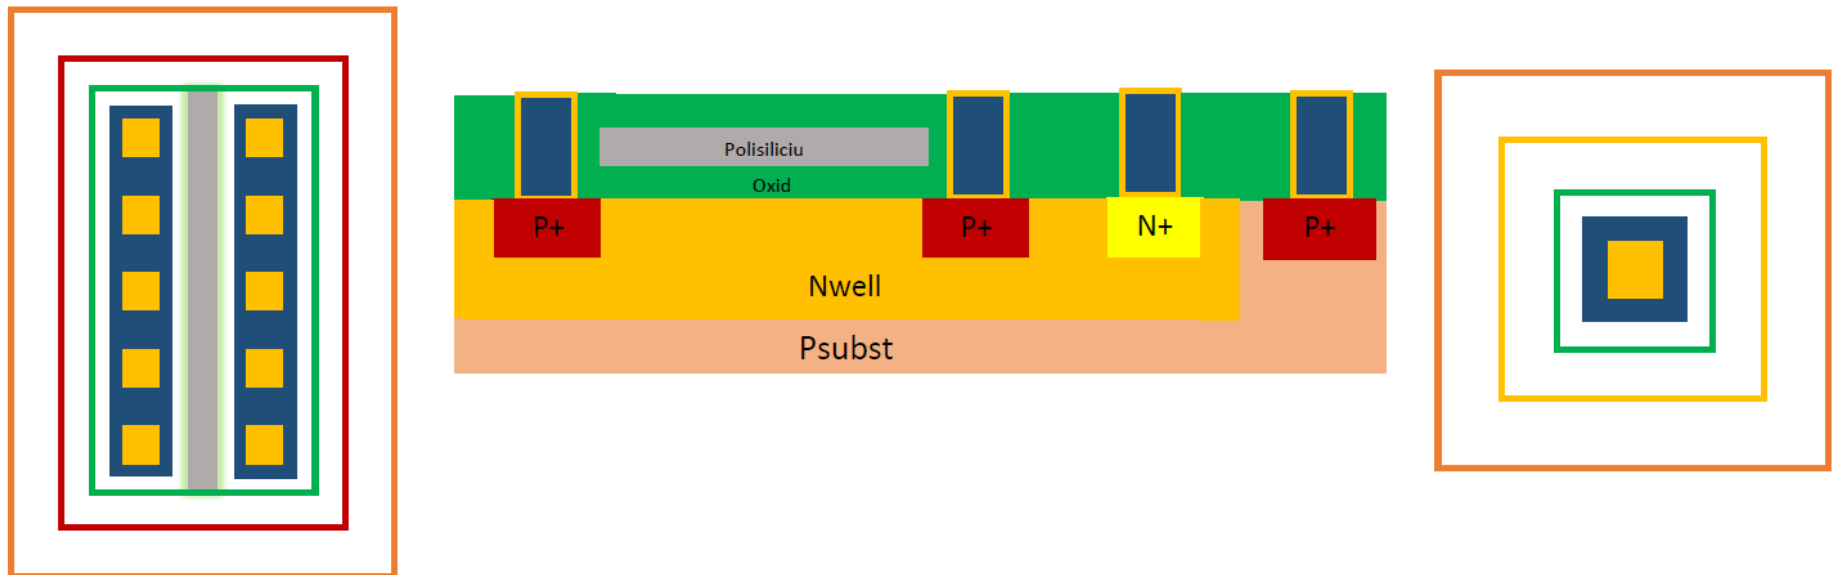 Polisiliciu
Oxid
P+
P+
N+
P+
Nwell
Psubst